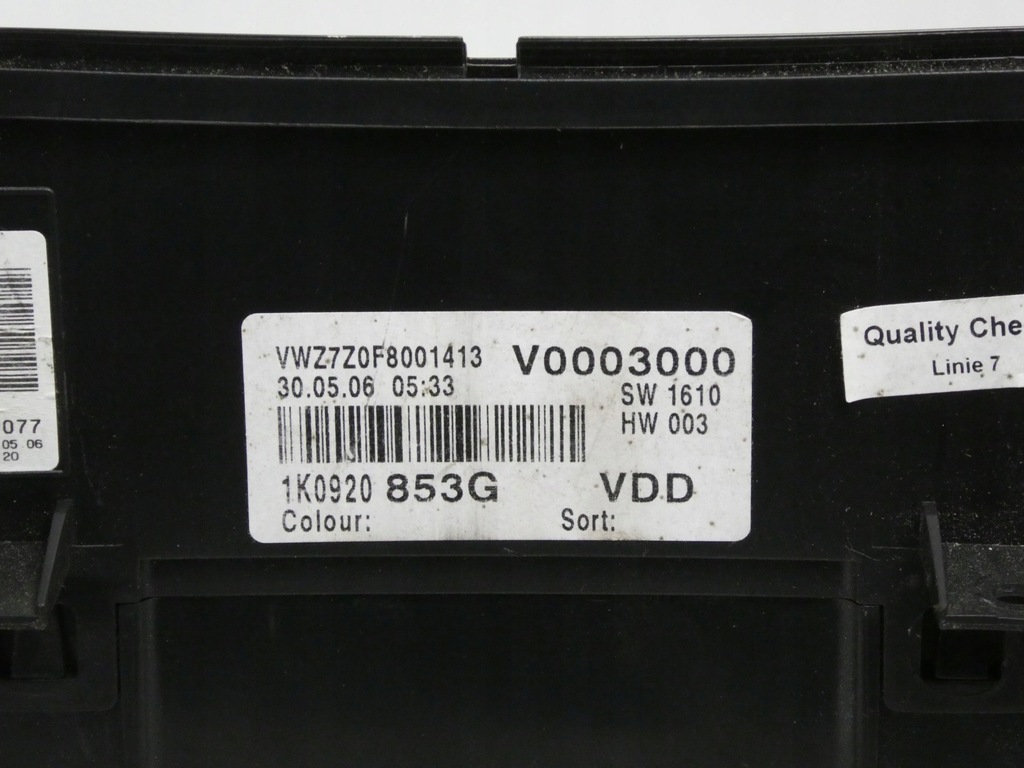 VWZ7Z0F8001413 V0003000
30.05.06 05:33 SW 1610
HW 003
1K0920 853G VDD
Colour: Sort:
077
05 06
20
Quality Che
Linie 7